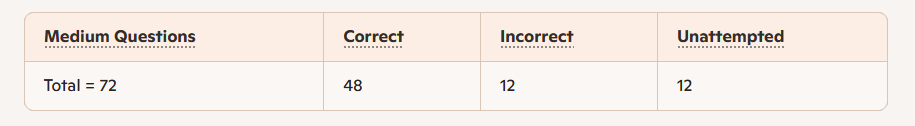 Medium Questions Correct Incorrect Unattempted
Total = 72 48 12 12